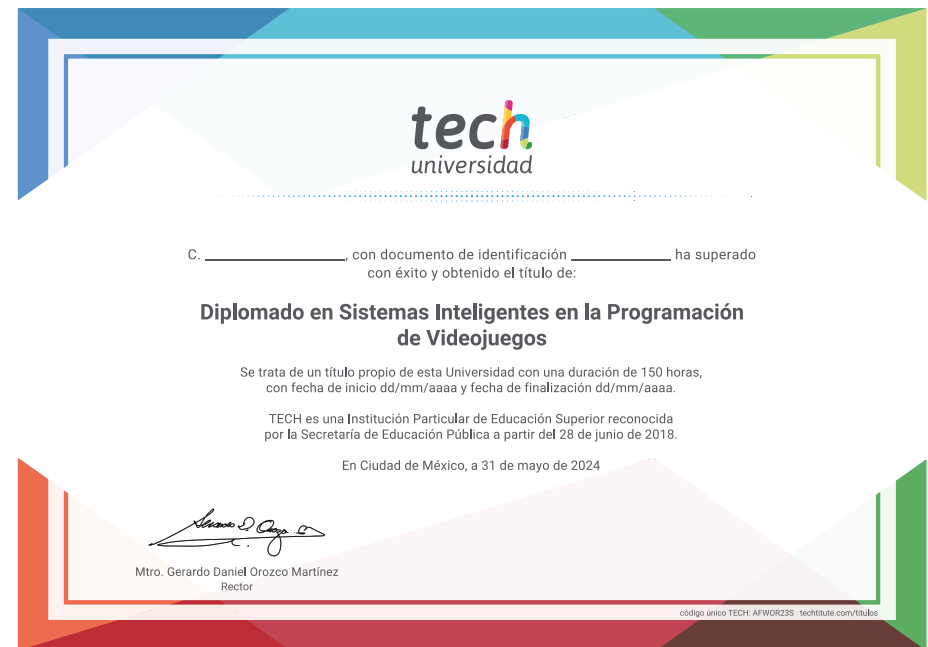 tech
universidad
C. ____________, con documento de identificación ____________ ha superado
con éxito y obtenido el título de:
Diplomado en Sistemas Inteligentes en la Programación
de Videojuegos
Se trata de un título propio de esta Universidad con una duración de 150 horas,
con fecha de inicio dd/mm/aaaa y fecha de finalización dd/mm/aaaa.
TECH es una Institución Particular de Educación Superior reconocida
por la Secretaría de Educación Pública a partir del 28 de junio de 2018.
En Ciudad de México, a 31 de mayo de 2024
Mtro. Gerardo Daniel Orozco Martínez
Rector
código único TECH: AFWOR23S techtitute.com/titulos